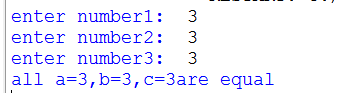 enter number1:  3
enter number2:  3
enter number3:  3
all a=3,b=3,c=3are equal